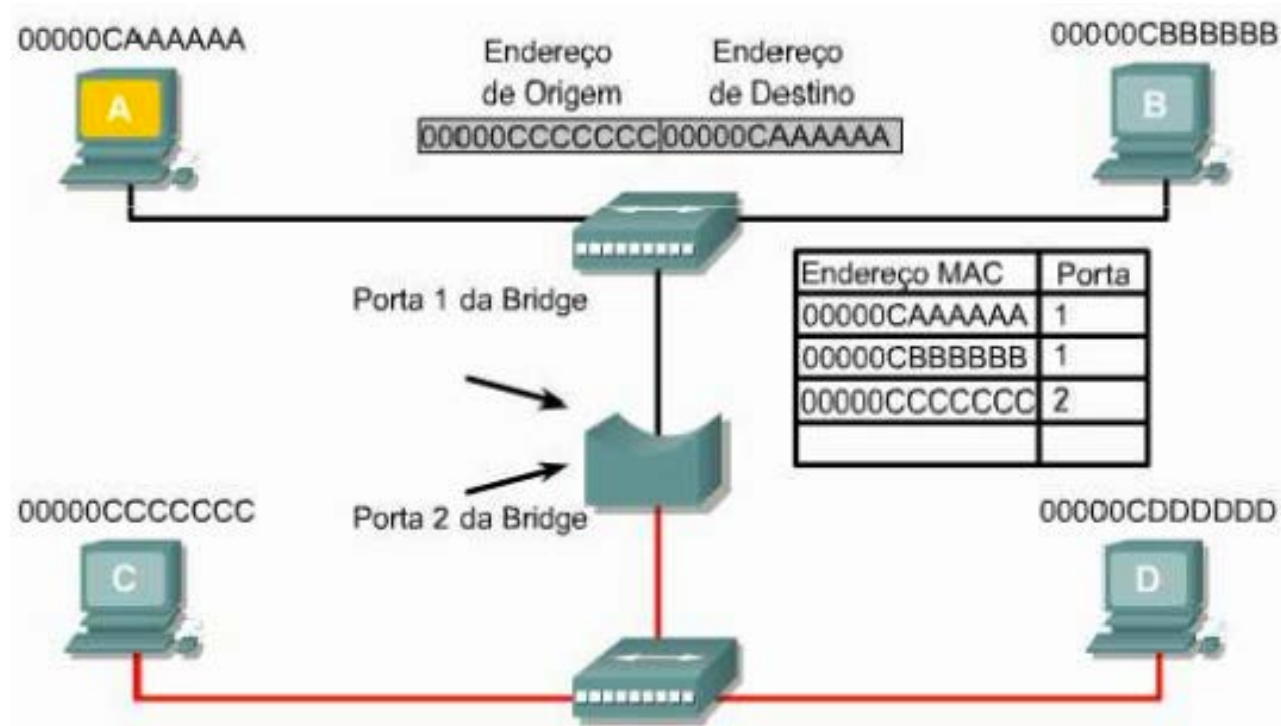 00000CAAAAAA
00000CBBBBBB
Endereço
de Origem
Endereço
de Destino
A
B
00000CCCCCCC 00000CAAAAAA
Endereço MAC Porta
00000CAAAAAA 1
00000CBBBBBB 1
00000CCCCCCC 2
Porta 1 da Bridge
Porta 2 da Bridge
00000CCCCCCC
00000CDDDDDD
C
D